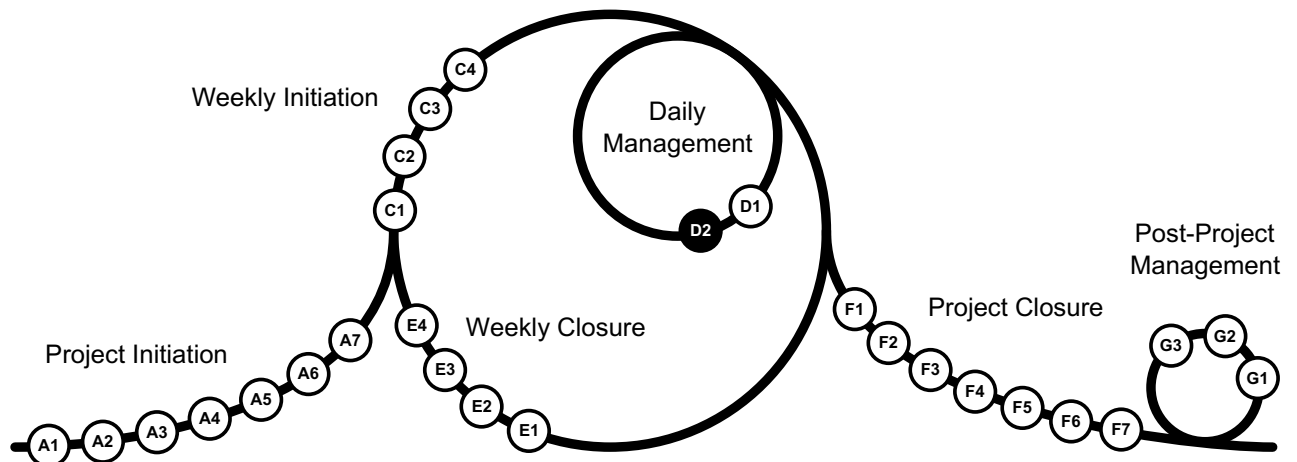 Weekly Initiation
C4
C3
C2
C1
Daily
Management
D1
D2
Post-Project
Management
Project Initiation
A1
A2
A3
A4
A5
A6
A7
Weekly Closure
E4
E3
E2
E1
Project Closure
F1
F2
F3
F4
F5
F6
F7
G3
G2
G1